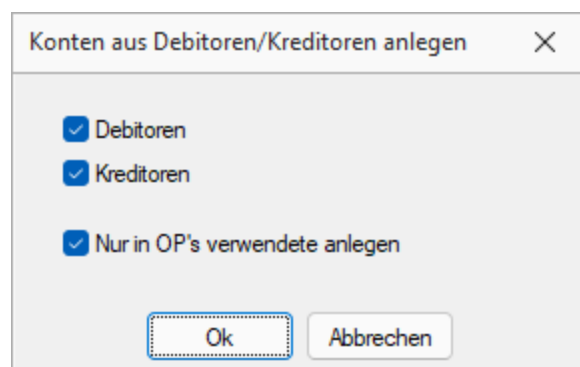 Konten aus Debitoren/Kreditoren anlegen
Debitoren
Kreditoren
Nur in OP's verwendete anlegen
Ok
Abbrechen